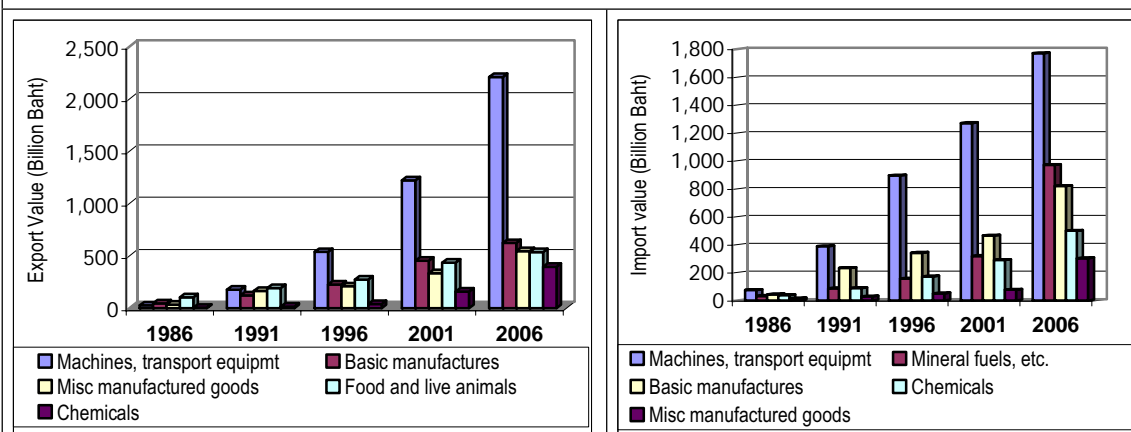 Export Value (Billion Baht)
2,500
2,000
1,500
1,000
500
0
1986 1991 1996 2001 2006
Machines, transport equipmt Basic manufactures
Misc manufactured goods Food and live animals
Chemicals
Import value (Billion Baht)
1,800
1,600
1,400
1,200
1,000
800
600
400
200
0
1986 1991 1996 2001 2006
Machines, transport equipmt Mineral fuels, etc.
Basic manufactures Chemicals
Misc manufactured goods